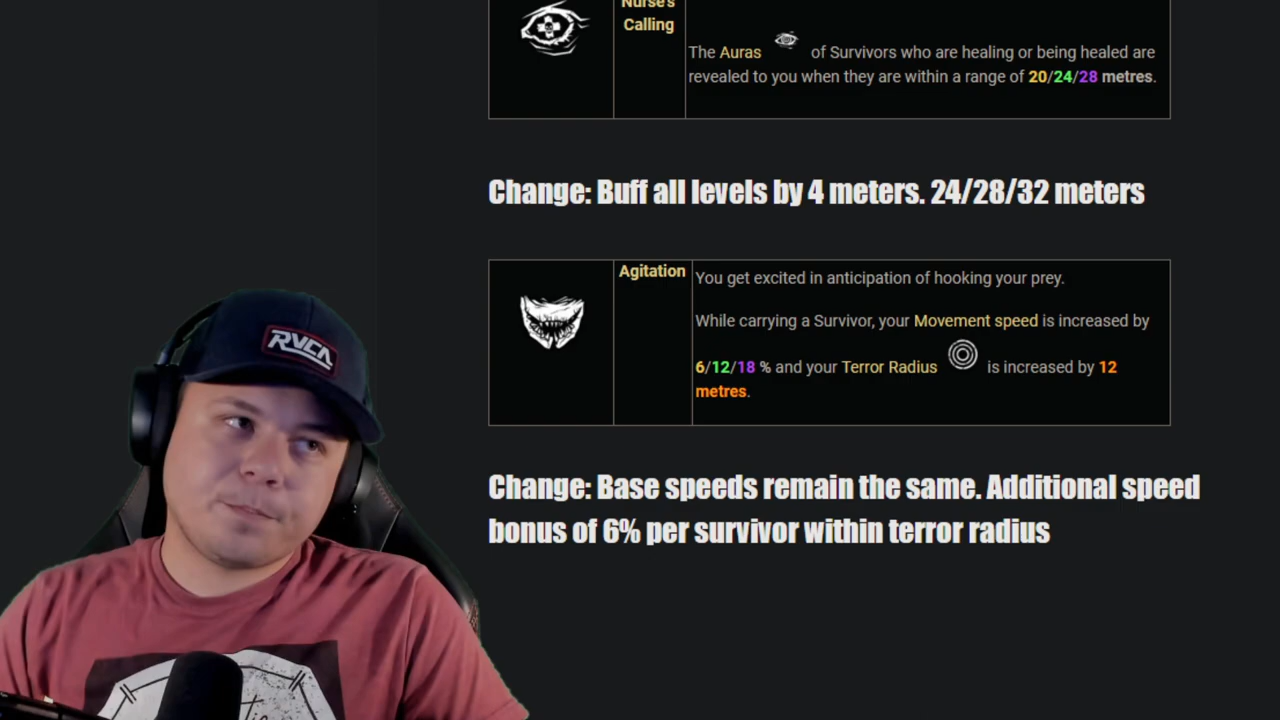 Nurse's
Calling
The Auras of Survivors who are healing or being healed are
revealed to you when they are within a range of 20/24/28 metres.
Change: Buff all levels by 4 meters. 24/28/32 meters
Agitation
You get excited in anticipation of hooking your prey.
While carrying a Survivor, your Movement speed is increased by
6/12/18 % and your Terror Radius is increased by 12
metres.
Change: Base speeds remain the same. Additional speed
bonus of 6% per survivor within terror radius
RVCA